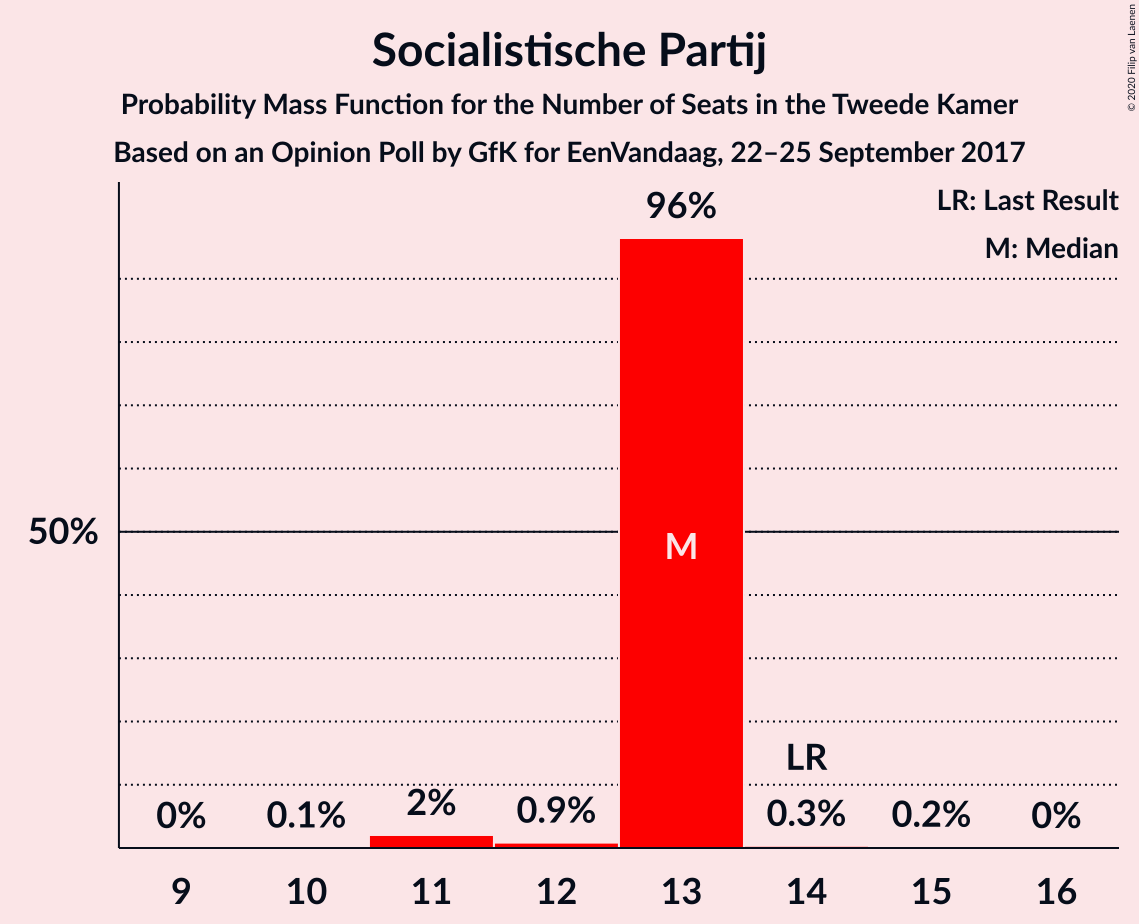 Socialistische Partij
Probability Mass Function for the Number of Seats in the Tweede Kamer
Based on an Opinion Poll by GfK for EenVandaag, 22–25 September 2017
© 2020 Filip van Laenen
LR: Last Result
M: Median
96%
50%
M
LR
0% 0.1% 2% 0.9% 0.3% 0.2% 0%
9 10 11 12 13 14 15 16